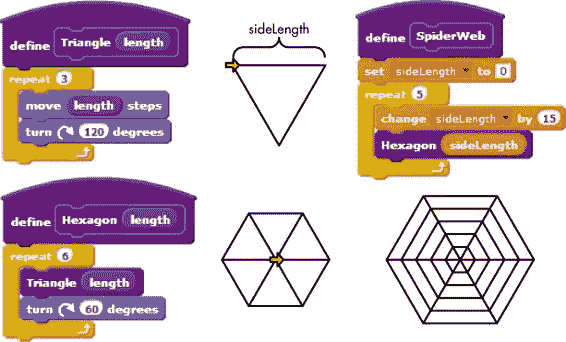 define Triangle length
repeat 3
move length steps
turn 120 degrees
sideLength
define SpiderWeb
set sideLength to 0
repeat 5
change sideLength by 15
Hexagon sideLength
define Hexagon length
repeat 6
Triangle length
turn 60 degrees